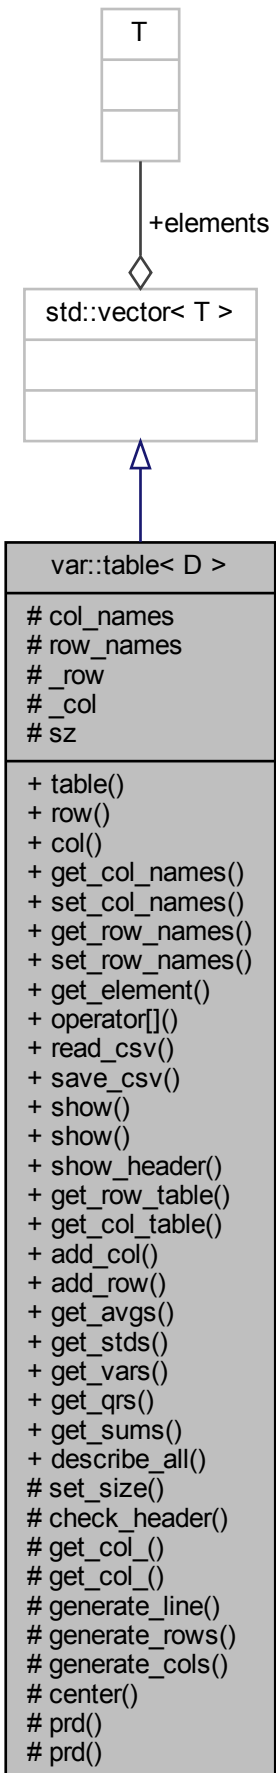 T
+elements
std::vector< T >
var::table< D >
# col_names
# row_names
# _row
# _col
# sz
+ table()
+ row()
+ col()
+ get_col_names()
+ set_col_names()
+ get_row_names()
+ set_row_names()
+ get_element()
+ operator[]()
+ read_csv()
+ save_csv()
+ show()
+ show()
+ show_header()
+ get_row_table()
+ get_col_table()
+ add_col()
+ add_row()
+ get_avgs()
+ get_stds()
+ get_vars()
+ get_qrs()
+ get_sums()
+ describe_all()
# set_size()
# check_header()
# get_col_()
# get_col_()
# generate_line()
# generate_rows()
# generate_cols()
# center()
# prd()
# prd()